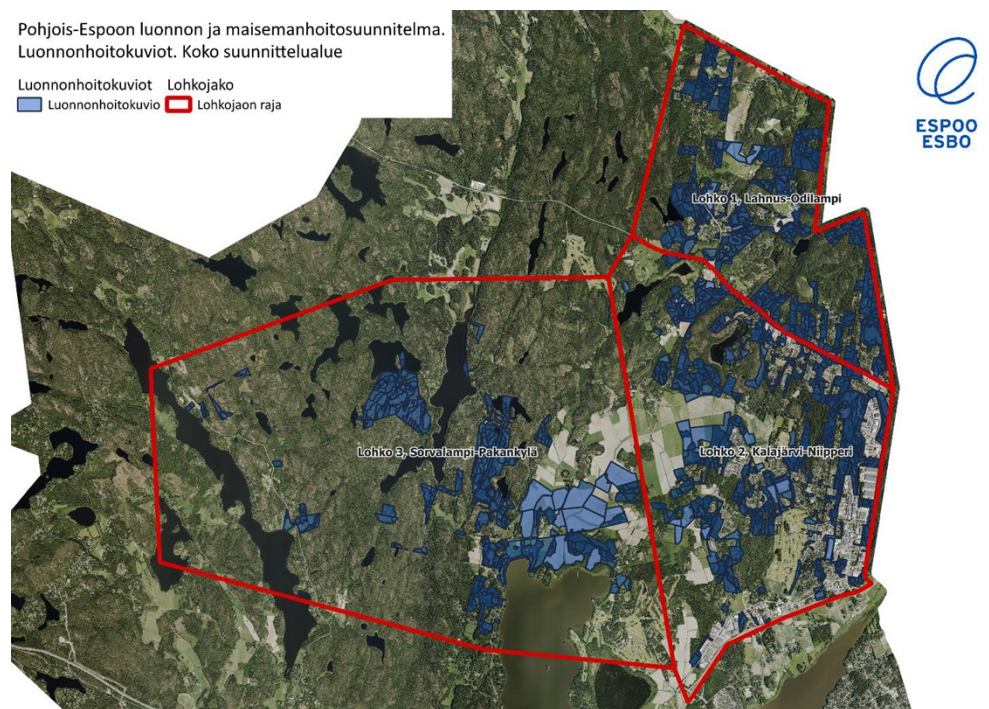 Pohjois-Espoon luonnon ja maisemanhoitosuunnitelma.
Luonnonhoitokuviot. Koko suunnittelualue
Luonnonhoitokuviot Lohkojako
Luonnonhoitokuvio Lohkojaon raja
ESPOO
ESBO
Lohko 1, Lahnus-Odilampi
Lohko 3, Sorvalampi-Pakankylä
Lohko 2, Kalajärvi-Niipperi